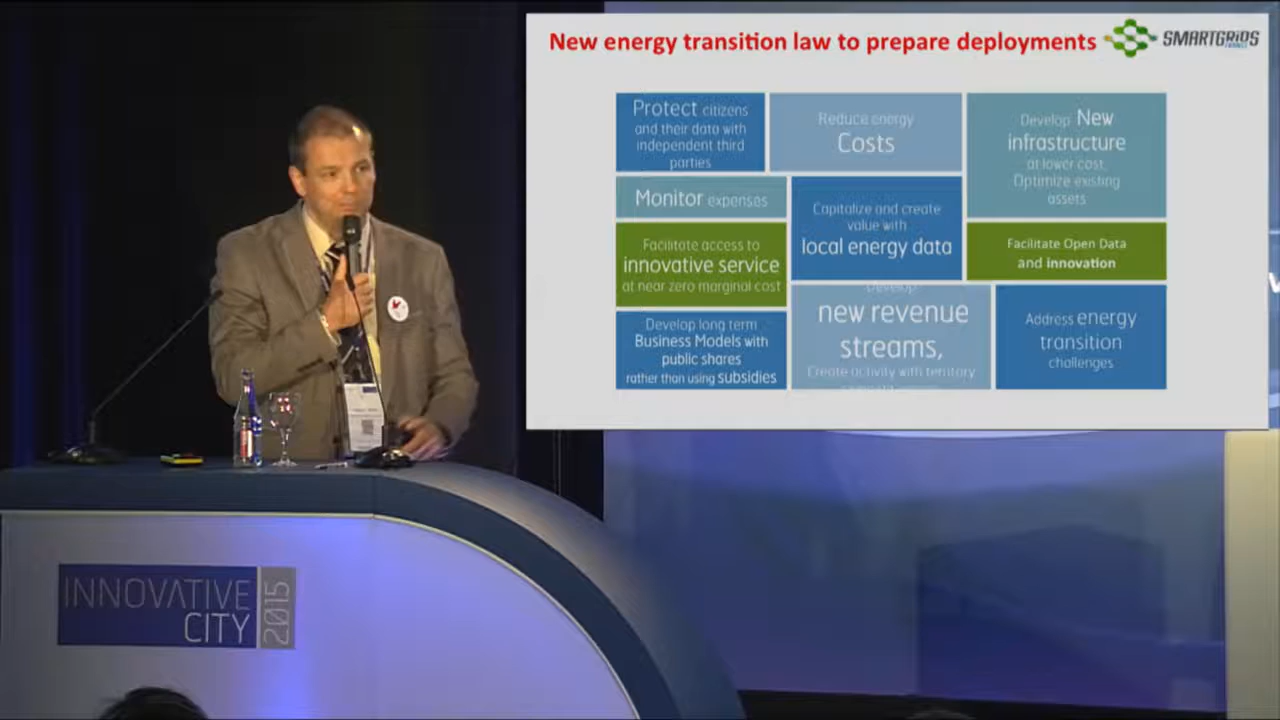 New energy transition law to prepare deployments
SMARTGRIDS
FRANCE
Protect citizens
and their data with
independent third
parties
Reduce energy
Costs
Develop New
infrastructure
at lower cost,
Optimize existing
assets
Monitor expenses
Capitalize and create
value with
local energy data
Facilitate access to
innovative service
at near zero marginal cost
Facilitate Open Data
and innovation
Develop long term
Business Models with
public shares
rather than using subsidies
Develop
new revenue
streams,
Create activity with territory
Address energy
transition
challenges
INNOVATIVE
CITY
2015